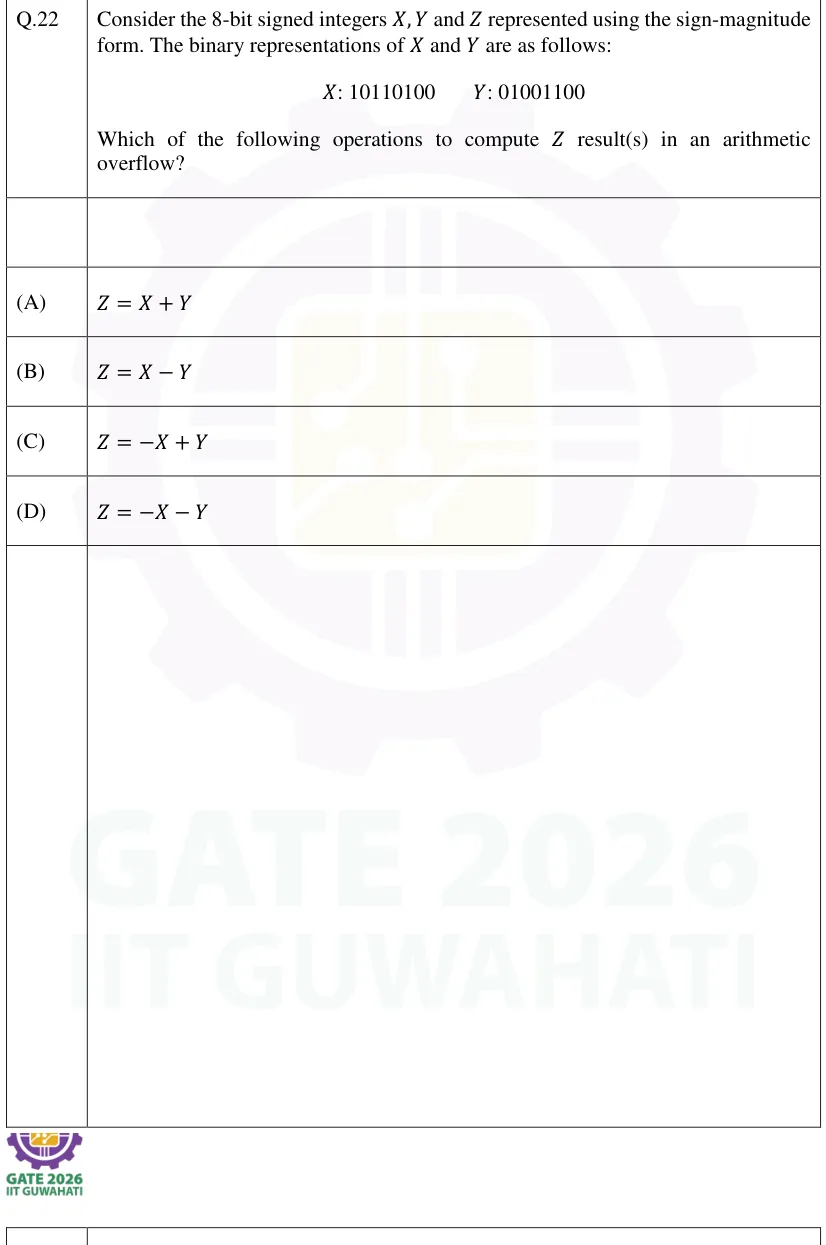 Q.22 Consider the 8-bit signed integers X, Y and Z represented using the sign-magnitude
form. The binary representations of X and Y are as follows:
X: 10110100 Y: 01001100
Which of the following operations to compute Z result(s) in an arithmetic
overflow?
(A) Z = X + Y
(B) Z = X − Y
(C) Z = −X + Y
(D) Z = −X − Y
GATE 2026
IIT GUWAHATI
GATE 2026
IIT GUWAHATI